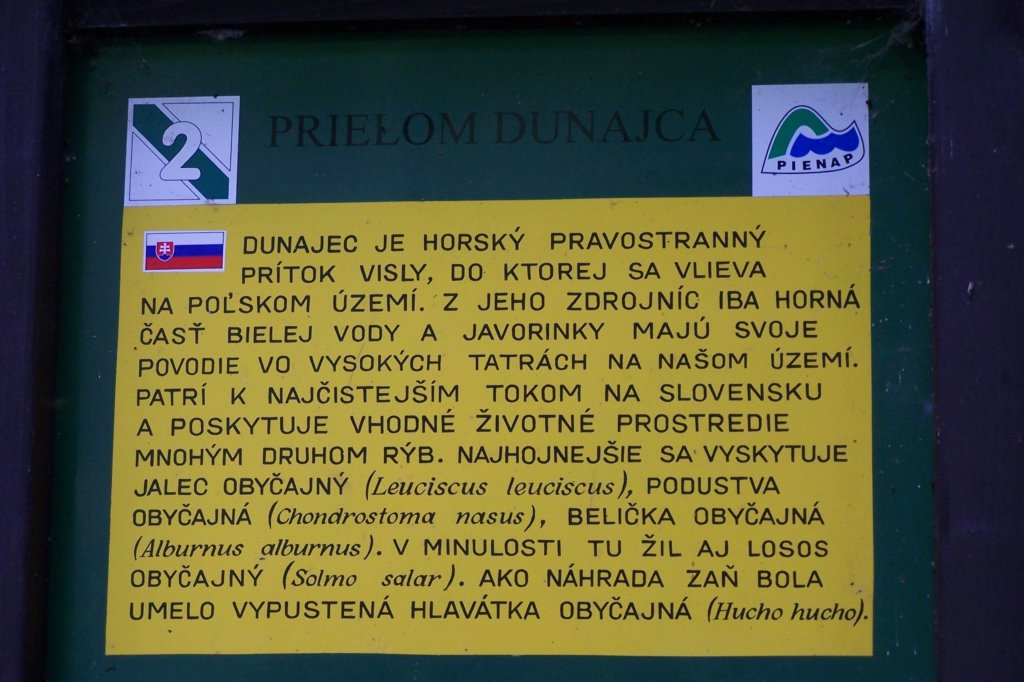 2
PRIEŁOM DUNAJCA
PIENAP
DUNAJEC JE HORSKÝ PRAVOSTRANNÝ
PRÍTOK VISLY, DO KTOREJ SA VLIEVA
NA POĽSKOM ÚZEMÍ. Z JEHO ZDROJNÍC IBA HORNÁ
ČASŤ BIELEJ VODY A JAVORINKY MAJÚ SVOJE
POVODIE VO VYSOKÝCH TATRÁCH NA NAŠOM ÚZEMÍ.
PATRÍ K NAJČISTEJŠÍM TOKOM NA SLOVENSKU
A POSKYTUJE VHODNÉ ŽIVOTNÉ PROSTREDIE
MNOHÝM DRUHOM RÝB. NAJHOJNEJŠIE SA VYSKYTUJE
JALEC OBYČAJNÝ (Leuciscus leuciscus), PODUSTVA
OBYČAJNÁ (Chondrostoma nasus), BELIČKA OBYČAJNÁ
(Alburnus alburnus). V MINULOSTI TU ŽIL AJ LOSOS
OBYČAJNÝ (Solmo salar). AKO NÁHRADA ZAŇ BOLA
UMELO VYPUSTENÁ HLAVÁTKA OBYČAJNÁ (Hucho hucho).